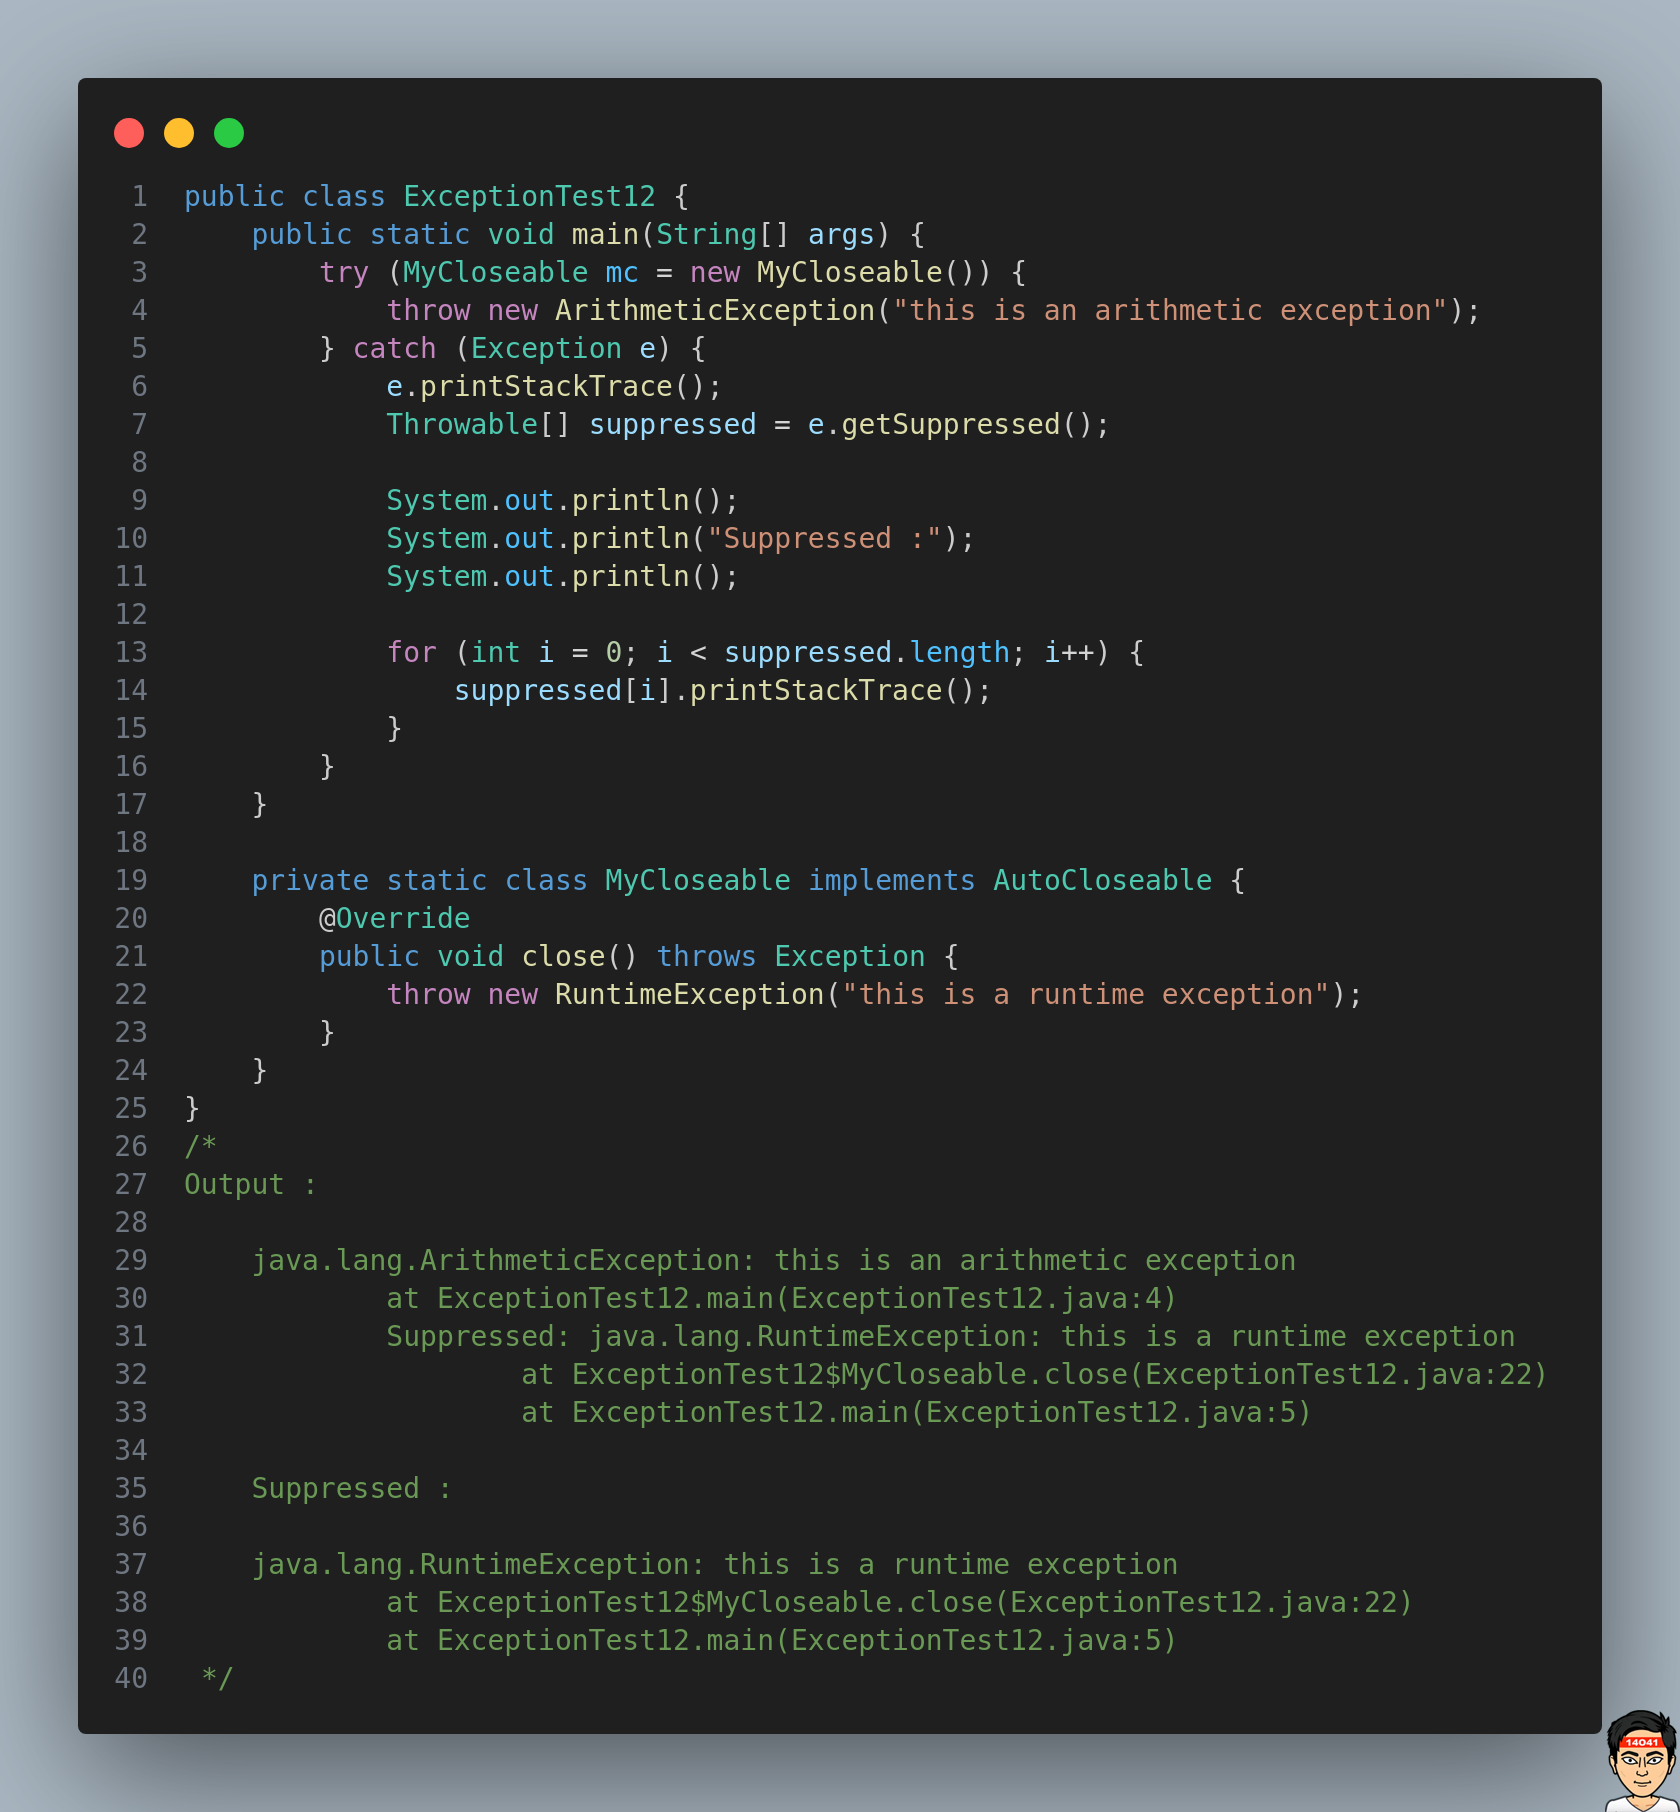 1 public class ExceptionTest12 {
2     public static void main(String[] args) {
3         try (MyCloseable mc = new MyCloseable()) {
4             throw new ArithmeticException("this is an arithmetic exception");
5         } catch (Exception e) {
6             e.printStackTrace();
7             Throwable[] suppressed = e.getSuppressed();
8
9             System.out.println();
10             System.out.println("Suppressed :");
11             System.out.println();
12
13             for (int i = 0; i < suppressed.length; i++) {
14                 suppressed[i].printStackTrace();
15             }
16         }
17     }
18
19     private static class MyCloseable implements AutoCloseable {
20         @Override
21         public void close() throws Exception {
22             throw new RuntimeException("this is a runtime exception");
23         }
24     }
25 }
26 /*
27 Output :
28
29     java.lang.ArithmeticException: this is an arithmetic exception
30             at ExceptionTest12.main(ExceptionTest12.java:4)
31             Suppressed: java.lang.RuntimeException: this is a runtime exception
32                     at ExceptionTest12$MyCloseable.close(ExceptionTest12.java:22)
33                     at ExceptionTest12.main(ExceptionTest12.java:5)
34
35     Suppressed :
36
37     java.lang.RuntimeException: this is a runtime exception
38             at ExceptionTest12$MyCloseable.close(ExceptionTest12.java:22)
39             at ExceptionTest12.main(ExceptionTest12.java:5)
40  */
14041